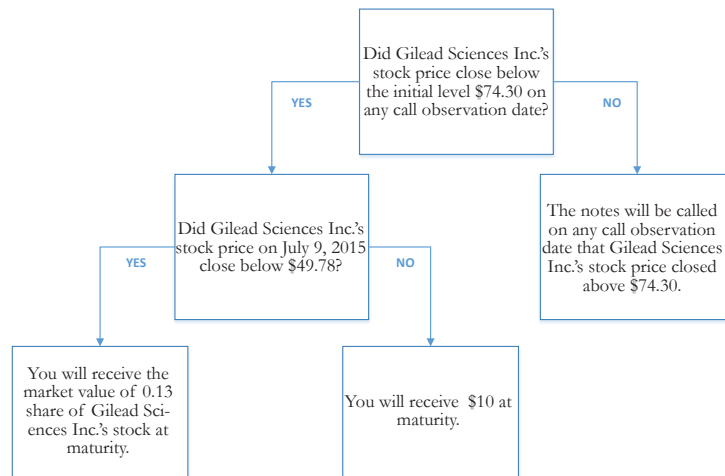 Did Gilead Sciences Inc.'s
stock price close below
the initial level $74.30 on
any call observation date?
YES
NO
Did Gilead Sciences Inc.'s
stock price on July 9, 2015
close below $49.78?
The notes will be called
on any call observation
date that Gilead Sciences
Inc.'s stock price closed
above $74.30.
YES
NO
You will receive the
market value of 0.13
share of Gilead Sci-
ences Inc.'s stock at
maturity.
You will receive $10 at
maturity.